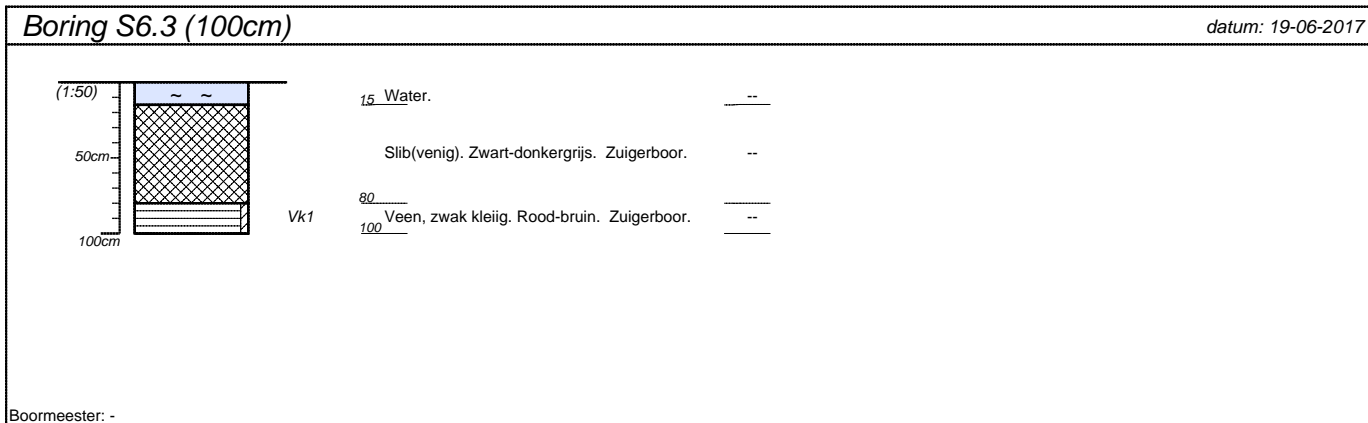 Boring S6.3 (100cm)
datum: 19-06-2017
(1:50)
~ ~
15 Water. --
50cm
Slib(venig). Zwart-donkergrijs. Zuigerboor. --
80
Vk1 Veen, zwak kleiig. Rood-bruin. Zuigerboor. --
100
100cm
Boormeester: -